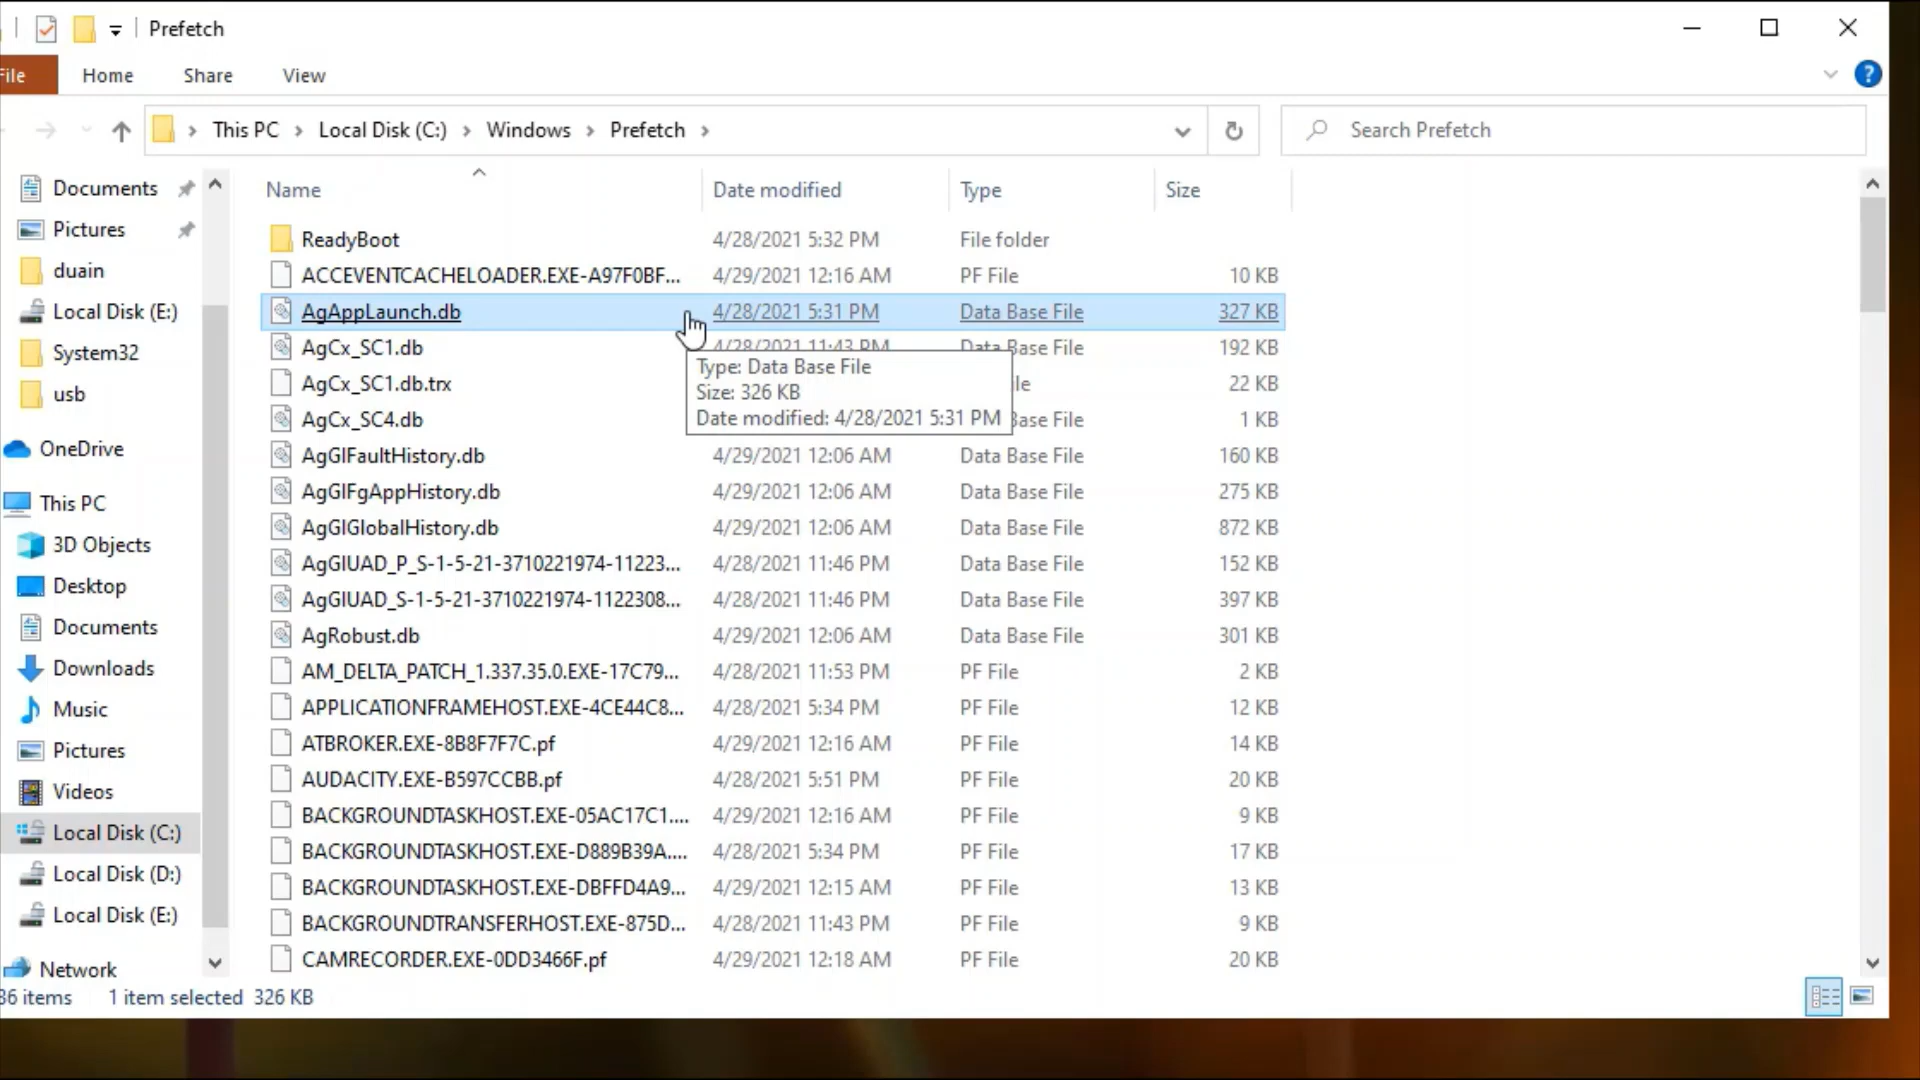 Prefetch
File Home Share View
This PC Local Disk (C:) Windows Prefetch
Search Prefetch
Name Date modified Type Size
ReadyBoot 4/28/2021 5:32 PM File folder
ACCEVENTCACHELOADER.EXE-A97F0BF... 4/29/2021 12:16 AM PF File 10 KB
AgAppLaunch.db 4/28/2021 5:31 PM Data Base File 327 KB
AgCx_SC1.db 4/28/2021 11:43 PM Data Base File 192 KB
AgCx_SC1.db.trx le 22 KB
AgCx_SC4.db Base File 1 KB
AgGlFaultHistory.db 4/29/2021 12:06 AM Data Base File 160 KB
AgGlFgAppHistory.db 4/29/2021 12:06 AM Data Base File 275 KB
AgGlGlobalHistory.db 4/29/2021 12:06 AM Data Base File 872 KB
AgGlUAD_P_S-1-5-21-3710221974-11223... 4/28/2021 11:46 PM Data Base File 152 KB
AgGlUAD_S-1-5-21-3710221974-1122308... 4/28/2021 11:46 PM Data Base File 397 KB
AgRobust.db 4/29/2021 12:06 AM Data Base File 301 KB
AM_DELTA_PATCH_1.337.35.0.EXE-17C79... 4/28/2021 11:53 PM PF File 2 KB
APPLICATIONFRAMEHOST.EXE-4CE44C8... 4/28/2021 5:34 PM PF File 12 KB
ATBROKER.EXE-8B8F7F7C.pf 4/29/2021 12:16 AM PF File 14 KB
AUDACITY.EXE-B597CCBB.pf 4/28/2021 5:51 PM PF File 20 KB
BACKGROUNDTASKHOST.EXE-05AC17C1.... 4/29/2021 12:16 AM PF File 9 KB
BACKGROUNDTASKHOST.EXE-D889B39A.... 4/28/2021 5:34 PM PF File 17 KB
BACKGROUNDTASKHOST.EXE-DBFFD4A9... 4/29/2021 12:15 AM PF File 13 KB
BACKGROUNDTRANSFERHOST.EXE-875D... 4/28/2021 11:43 PM PF File 9 KB
CAMRECORDER.EXE-0DD3466F.pf 4/29/2021 12:18 AM PF File 20 KB
Type: Data Base File
Size: 326 KB
Date modified: 4/28/2021 5:31 PM
Documents
Pictures
duain
Local Disk (E:)
System32
usb
OneDrive
This PC
3D Objects
Desktop
Documents
Downloads
Music
Pictures
Videos
Local Disk (C:)
Local Disk (D:)
Local Disk (E:)
Network
36 items 1 item selected 326 KB